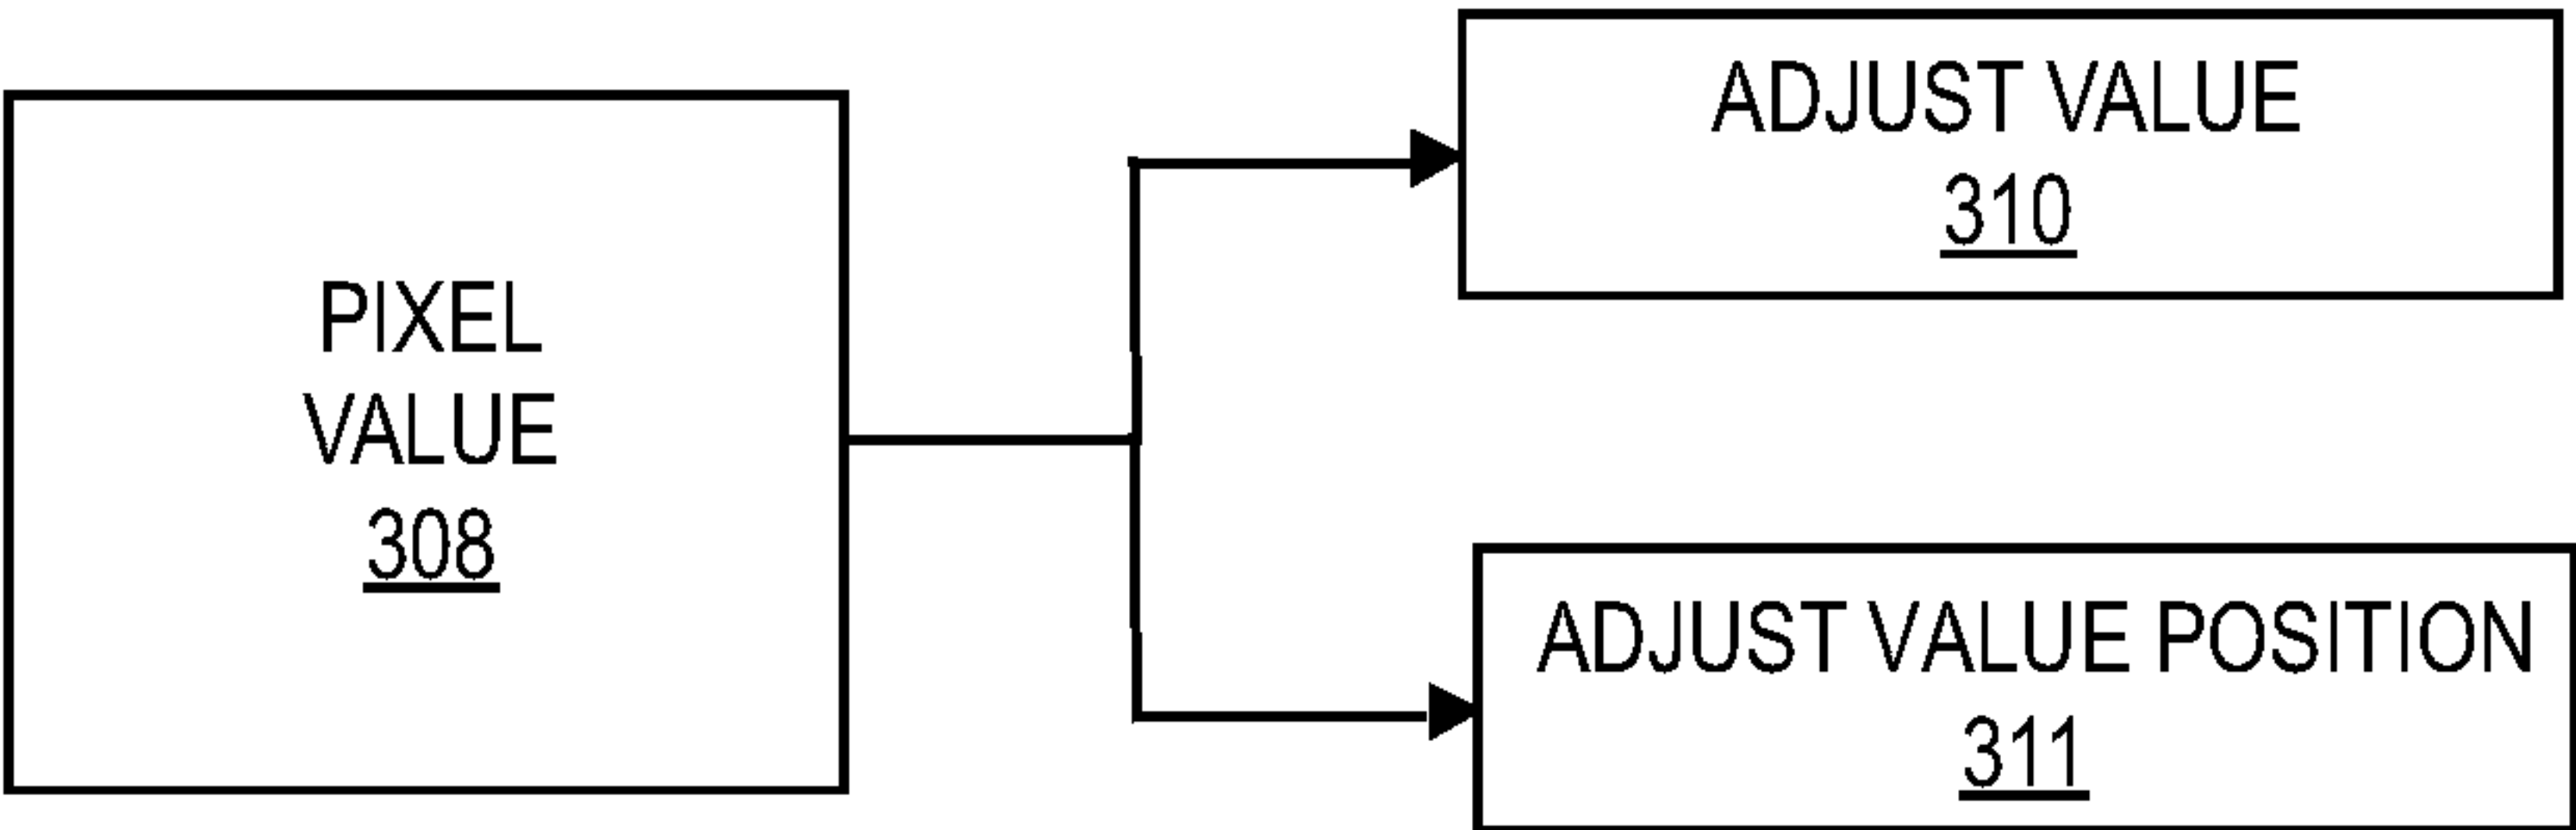 PIXEL
VALUE
308
ADJUST VALUE
310
ADJUST VALUE POSITION
311